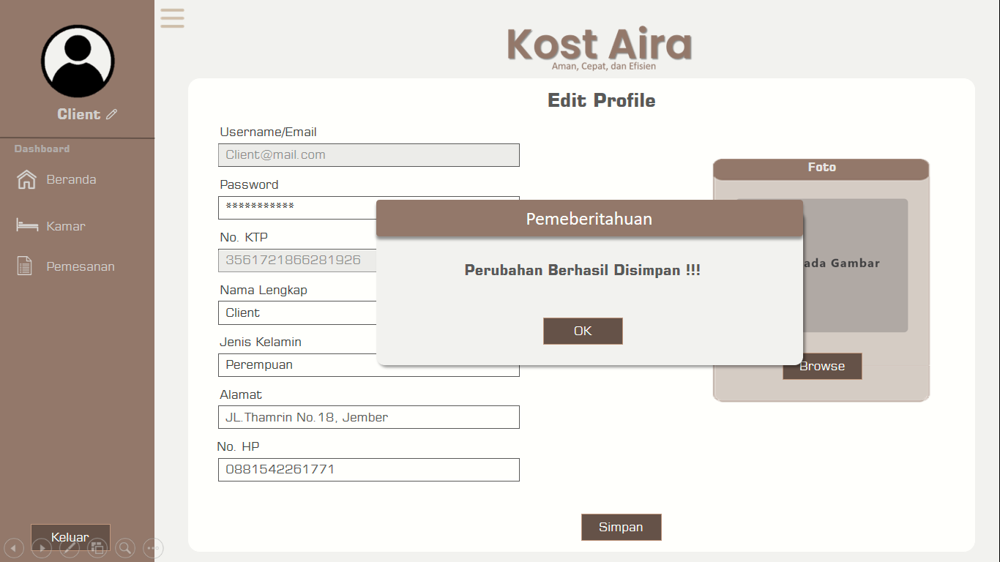 Kost Aira
Aman, Cepat, dan Efisien
Client
Dashboard
Beranda
Kamar
Pemesanan
Keluar
Edit Profile
Username/Email
Client@mail.com
Password
***********
No. KTP
3561721866281926
Nama Lengkap
Client
Jenis Kelamin
Perempuan
Alamat
JL.Thamrin No.18, Jember
No. HP
0881542261771
Foto
ada Gambar
Browse
Pemeberitahuan
Perubahan Berhasil Disimpan !!!
OK
Simpan